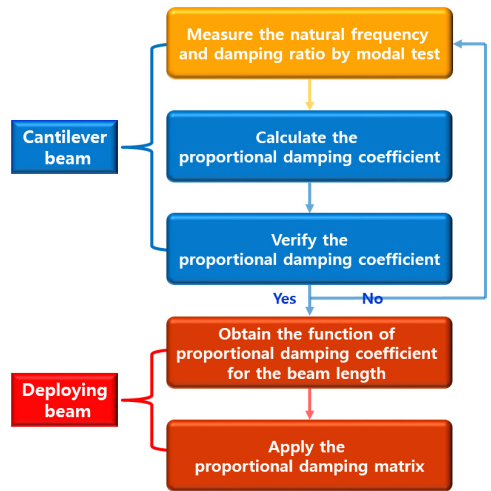 Measure the natural frequency
and damping ratio by modal test
Cantilever
beam
Calculate the
proportional damping coefficient
Verify the
proportional damping coefficient
Yes
No
Obtain the function of
proportional damping coefficient
for the beam length
Deploying
beam
Apply the
proportional damping matrix